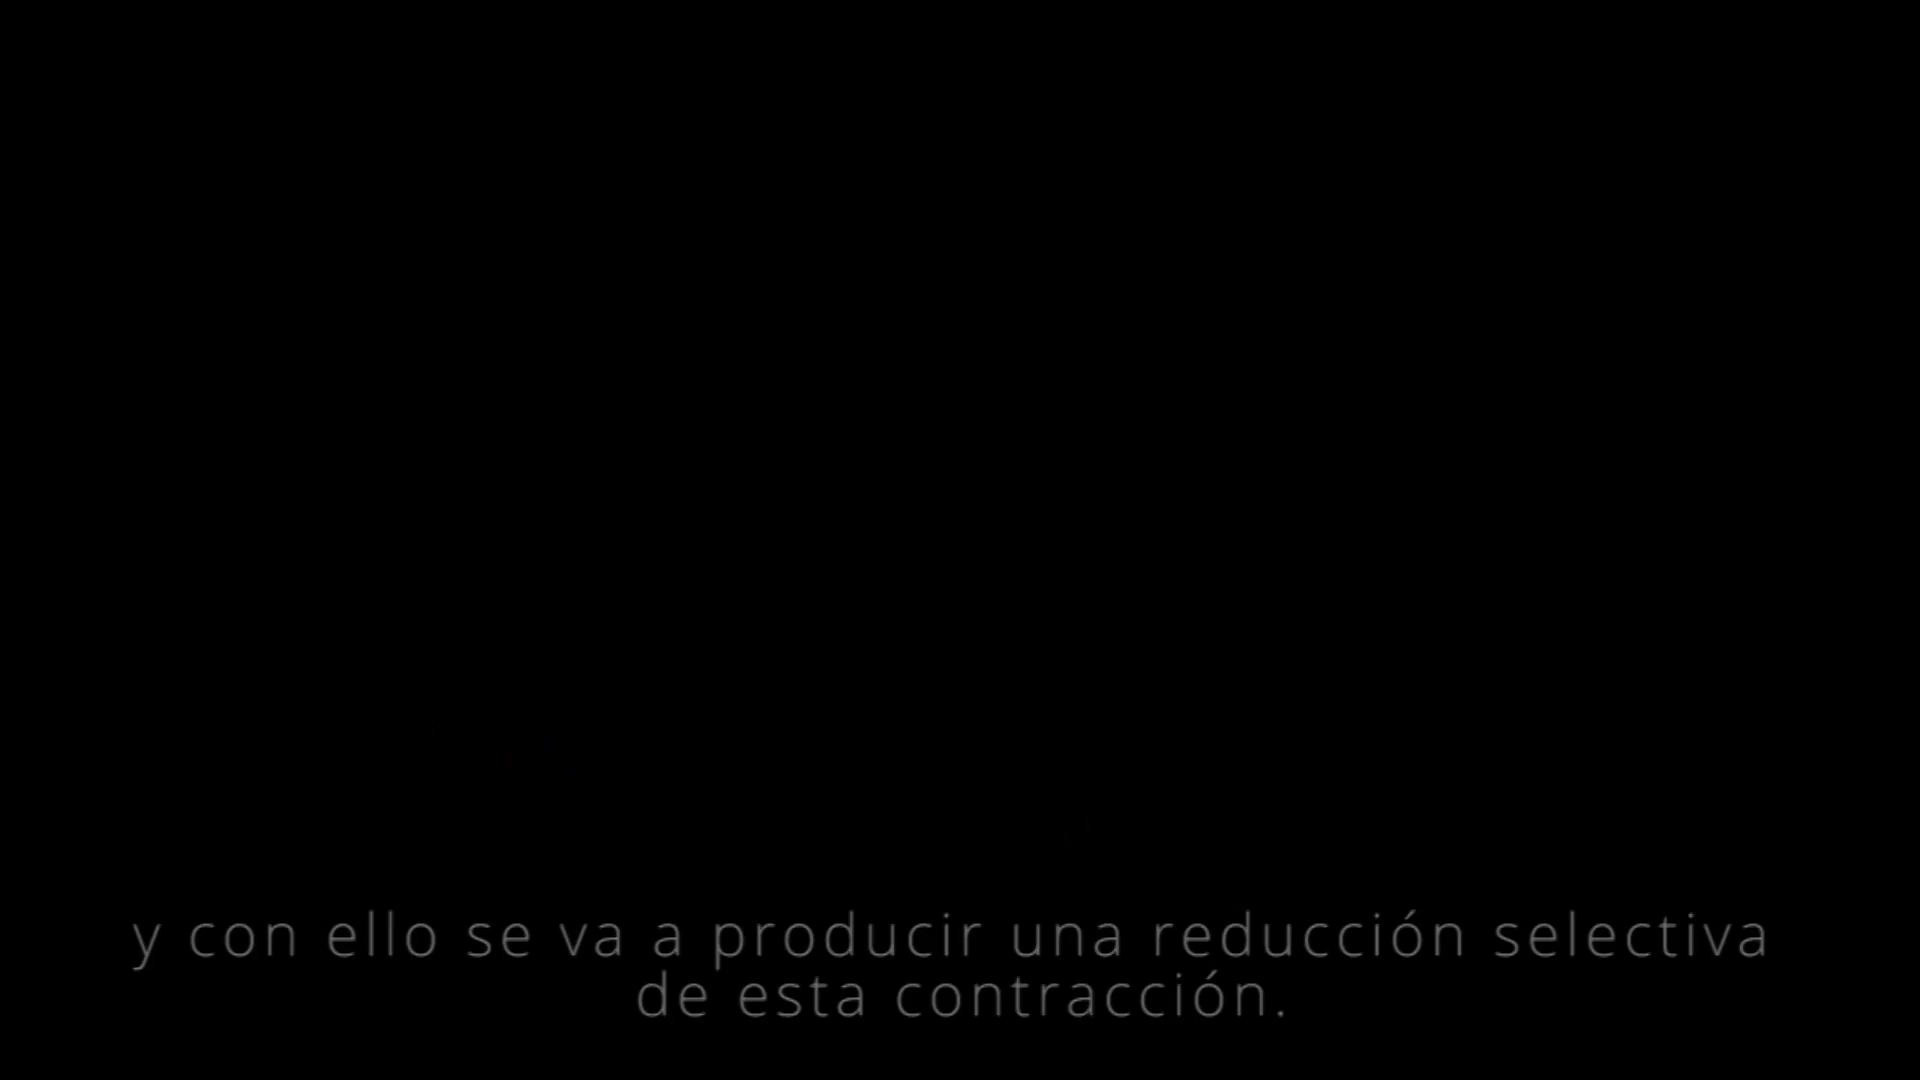 y con ello se va a producir una reducción selectiva
de esta contracción.